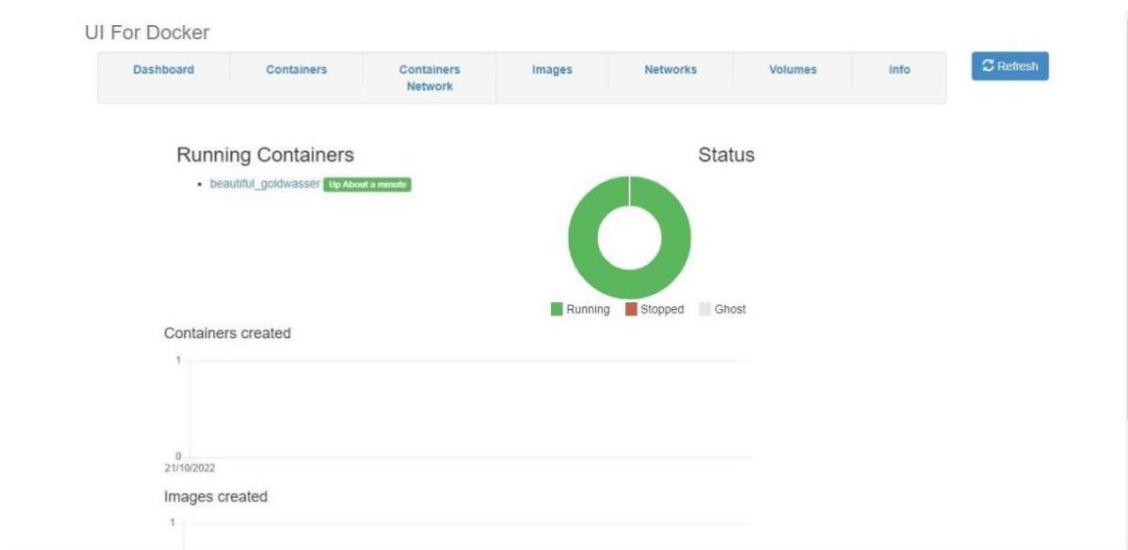 UI For Docker
Dashboard
Containers
Containers
Network
Images
Networks
Volumes
Info
Refresh
Running Containers
beautiful_goldwasser Up About a minute
Status
Running Stopped Ghost
Containers created
1
0
21/10/2022
Images created
1